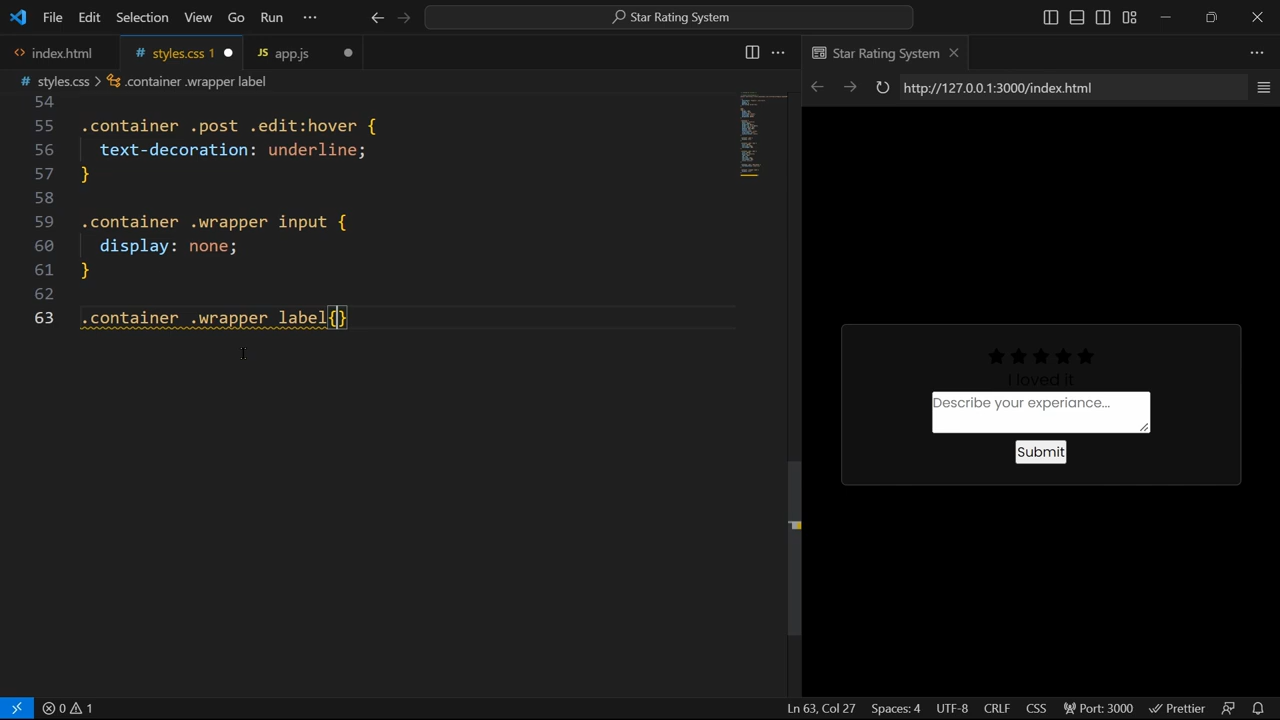 File Edit Selection View Go Run ··· Star Rating System
index.html # styles.css 1 JS app.js
Star Rating System
# styles.css > .container .wrapper label
http://127.0.0.1:3000/index.html
54
55 .container .post .edit:hover {
56 text-decoration: underline;
57 }
58
59 .container .wrapper input {
60 display: none;
61 }
62
63 .container .wrapper label{}
I loved it
Describe your experiance...
Submit
0 1 Ln 63, Col 27 Spaces: 4 UTF-8 CRLF CSS Port: 3000 Prettier